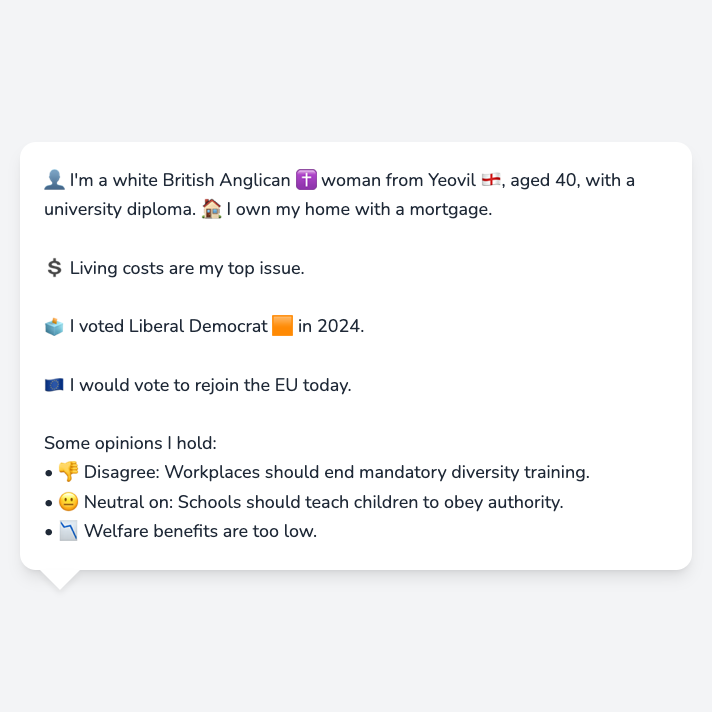 👤 I'm a white British Anglican ✝️ woman from Yeovil 🏴󠁧󠁢󠁥󠁮󠁧󠁿, aged 40, with a
university diploma. 🏠 I own my home with a mortgage.
💲 Living costs are my top issue.
🗳️ I voted Liberal Democrat 🟧 in 2024.
🇪🇺 I would vote to rejoin the EU today.
Some opinions I hold:
• 👎 Disagree: Workplaces should end mandatory diversity training.
• 😐 Neutral on: Schools should teach children to obey authority.
• 📉 Welfare benefits are too low.